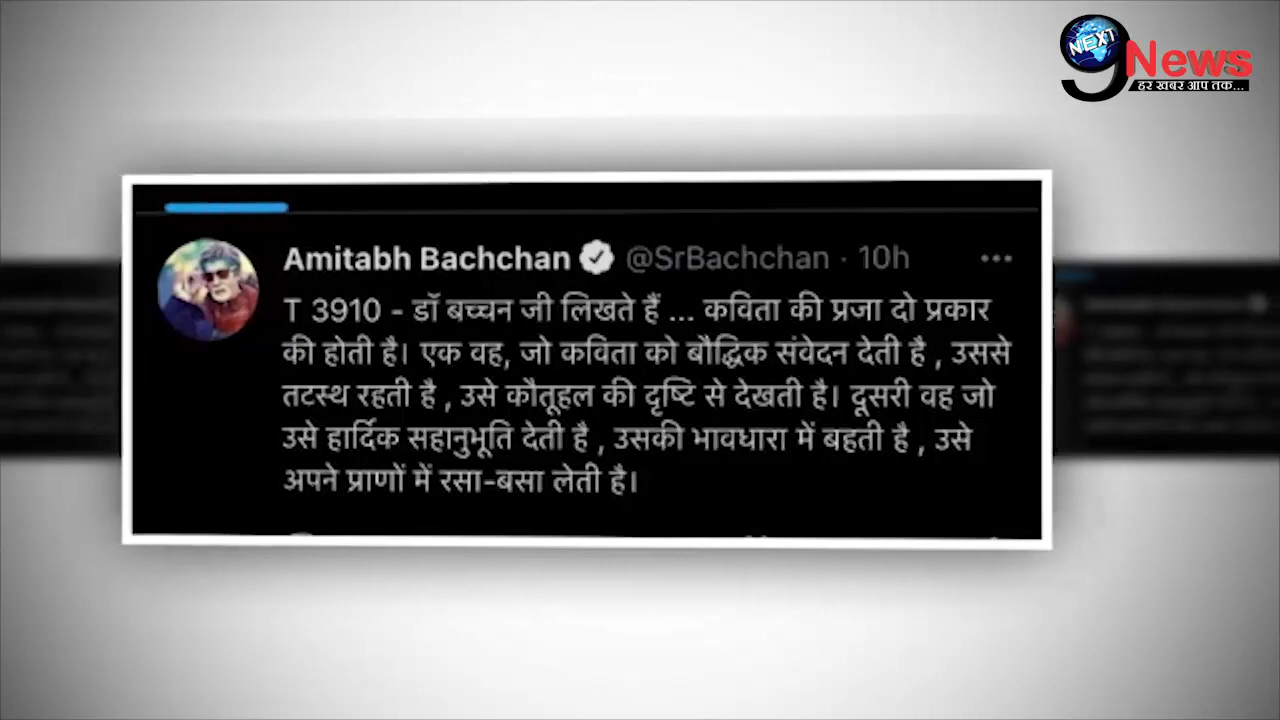 NEXT
9 News
हर खबर आप तक...
Amitabh Bachchan @SrBachchan · 10h
T 3910 - डॉ बच्चन जी लिखते हैं ... कविता की प्रजा दो प्रकार
की होती है। एक वह, जो कविता को बौद्धिक संवेदन देती है , उससे
तटस्थ रहती है , उसे कौतूहल की दृष्टि से देखती है। दूसरी वह जो
उसे हार्दिक सहानुभूति देती है , उसकी भावधारा में बहती है , उसे
अपने प्राणों में रसा-बसा लेती है।